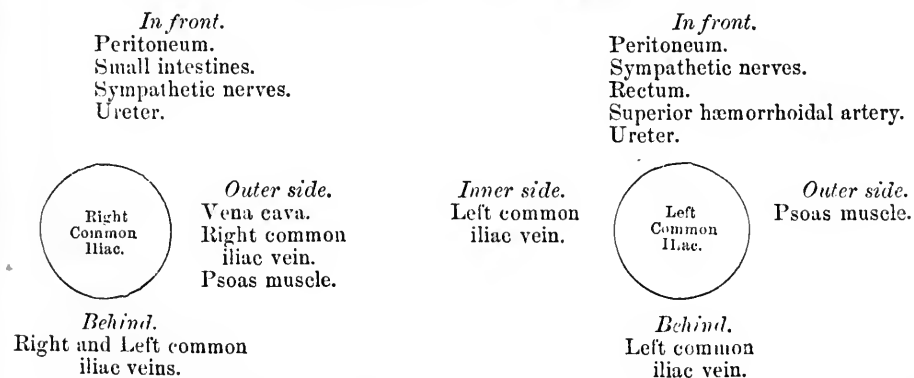 In front.
Peritoneum.
Small intestines.
Sympathetic nerves.
Ureter.
Right
Common
Iliac.
Outer side.
Vena cava.
Right common
iliac vein.
Psoas muscle.
Behind.
Right and Left common
iliac veins.
In front.
Peritoneum.
Sympathetic nerves.
Rectum.
Superior hæmorrhoidal artery.
Ureter.
Inner side.
Left common
iliac vein.
Left
Common
Iliac.
Outer side.
Psoas muscle.
Behind.
Left common
iliac vein.